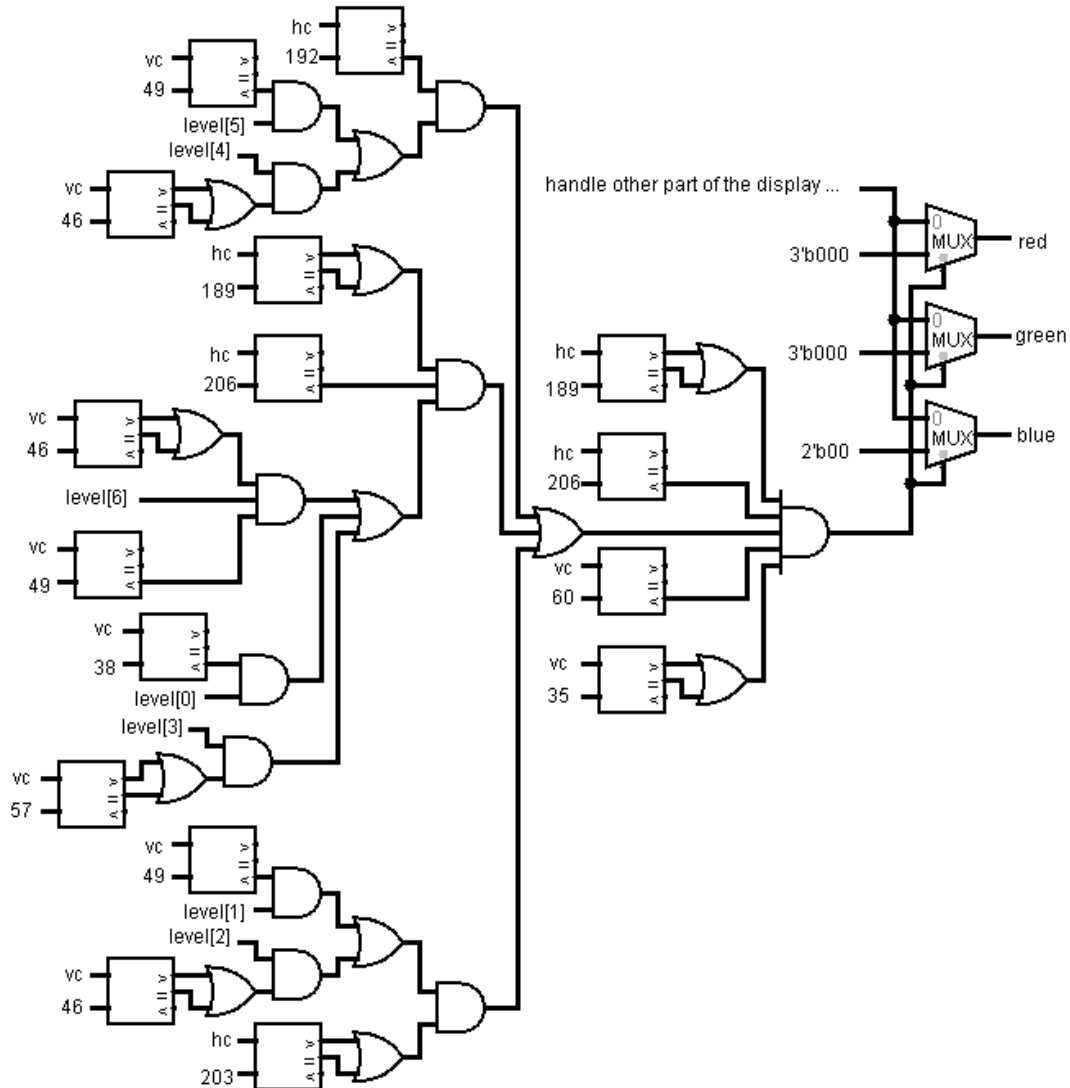 hc
192
vc
49
level[5]
level[4]
vc
46
handle other part of the display ...
0
MUX
red
3'b000
hc
189
0
MUX
green
3'b000
hc
206
hc
189
0
MUX
blue
2'b00
vc
46
hc
206
level[6]
vc
49
vc
60
vc
38
level[0]
vc
35
level[3]
vc
57
vc
49
level[1]
level[2]
vc
46
hc
203